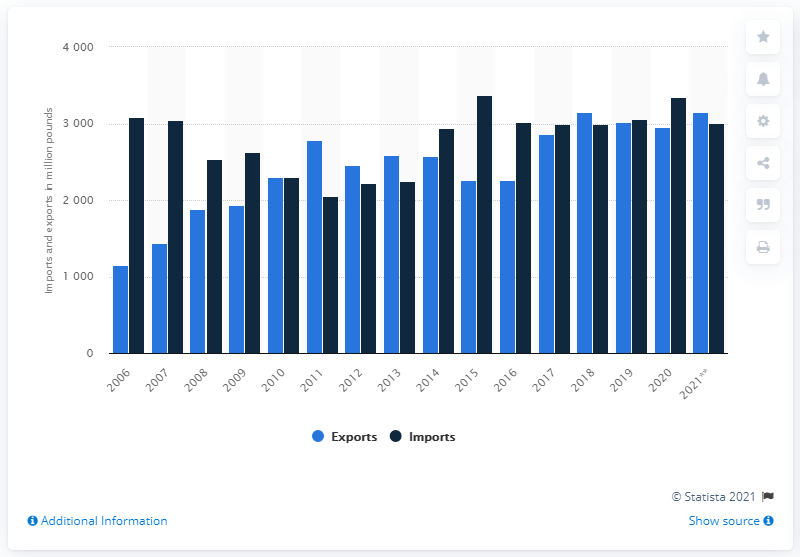 4 000
3 000
2 000
1 000
0
Imports and exports in million pounds
2006 2007 2008 2009 2010 2011 2012 2013 2014 2015 2016 2017 2018 2019 2020 2021**
Exports Imports
© Statista 2021
Additional Information Show source